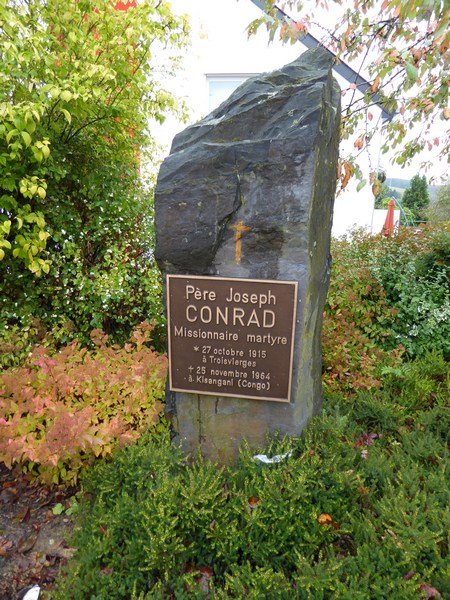 Père Joseph
CONRAD
Missionnaire martyre
* 27 octobre 1915
à Troisvierges
✝ 25 novembre 1964
à Kisangani (Congo)